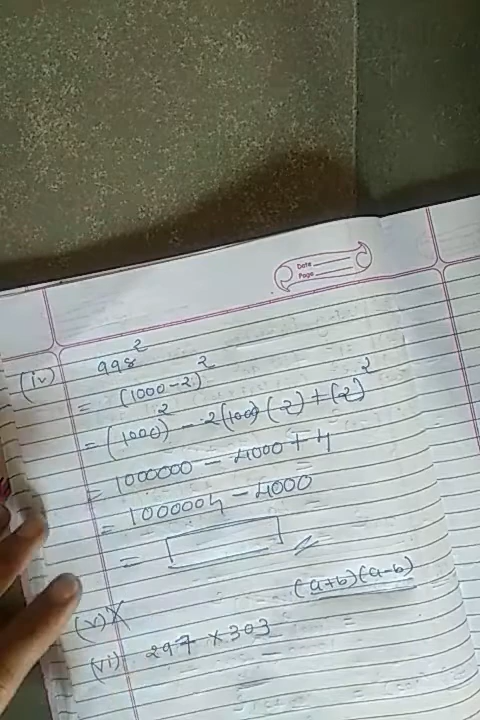 Date
Page
(iv) 998²
= (1000-2)²
= (1000)² - 2(1000)(2) + (2)²
= 1000000 - 4000 + 4
= 1000004 - 4000
=
(a+b)(a-b)
(v) X
(vi) 297 × 303 =